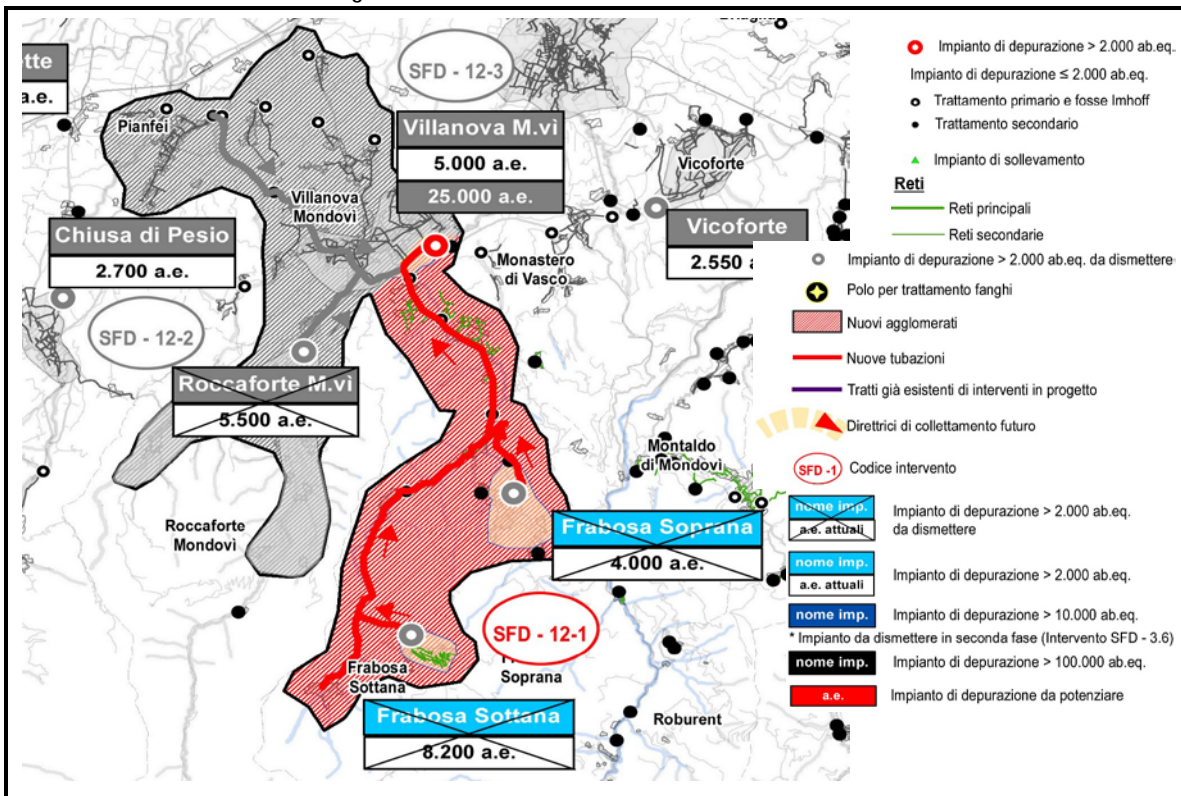 ette
a.e.
SFD - 12-3
Pianfei
Villanova M.vì
5.000 a.e.
25.000 a.e.
Vicoforte
Villanova
Mondovì
Chiusa di Pesio
2.700 a.e.
Vicoforte
2.550
Monastero
di Vasco
SFD - 12-2
Roccaforte M.vì
5.500 a.e.
Montaldo
di Mondovì
Roccaforte
Mondovì
Frabosa Soprana
4.000 a.e.
SFD - 12-1
Frabosa
Sottana
Soprana
Frabosa Sottana
8.200 a.e.
Roburent
Impianto di depurazione > 2.000 ab.eq.
Impianto di depurazione ≤ 2.000 ab.eq.
Trattamento primario e fosse Imhoff
Trattamento secondario
Impianto di sollevamento
Reti
Reti principali
Reti secondarie
Impianto di depurazione > 2.000 ab.eq. da dismettere
Polo per trattamento fanghi
Nuovi agglomerati
Nuove tubazioni
Tratti già esistenti di interventi in progetto
Direttrici di collettamento futuro
SFD -1 Codice intervento
nome imp.
a.e. attuali
Impianto di depurazione > 2.000 ab.eq.
da dismettere
nome imp.
a.e. attuali
Impianto di depurazione > 2.000 ab.eq.
nome imp. Impianto di depurazione > 10.000 ab.eq.
* Impianto da dismettere in seconda fase (Intervento SFD - 3.6)
nome imp. Impianto di depurazione > 100.000 ab.eq.
a.e. Impianto di depurazione da potenziare